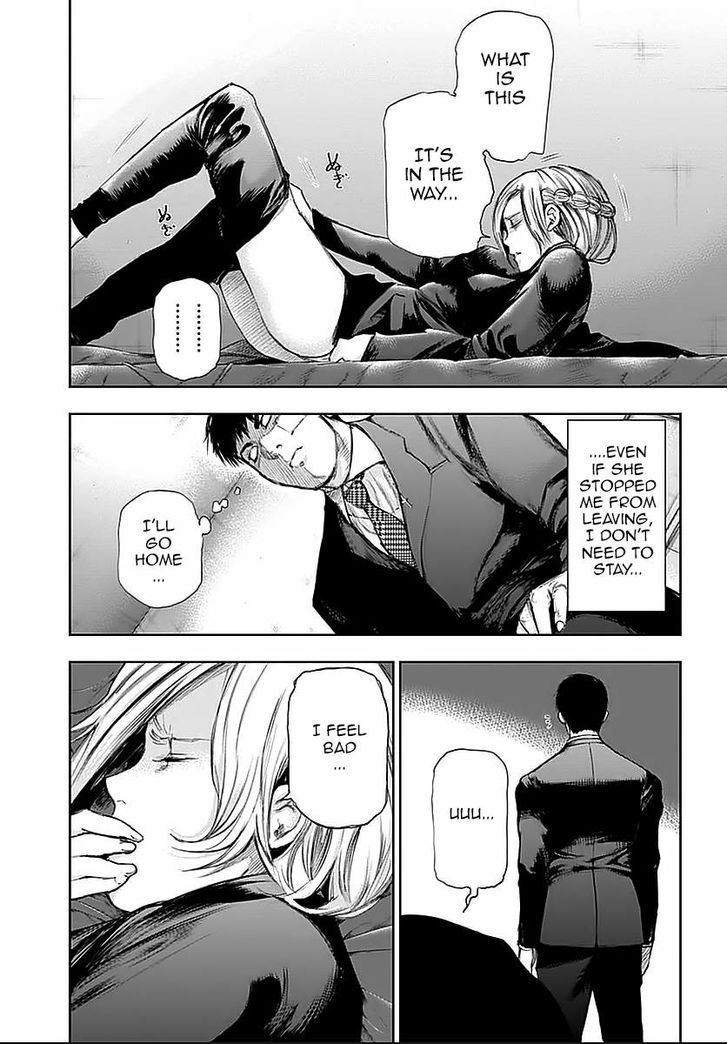 WHAT
IS
THIS
IT'S
IN THE
WAY...
ぬぎ
ぬぎ
......
......
....EVEN
IF SHE
STOPPED
ME FROM
LEAVING,
I DON'T
NEED TO
STAY...
I'LL
GO
HOME
...
UUU...
I FEEL
BAD
...